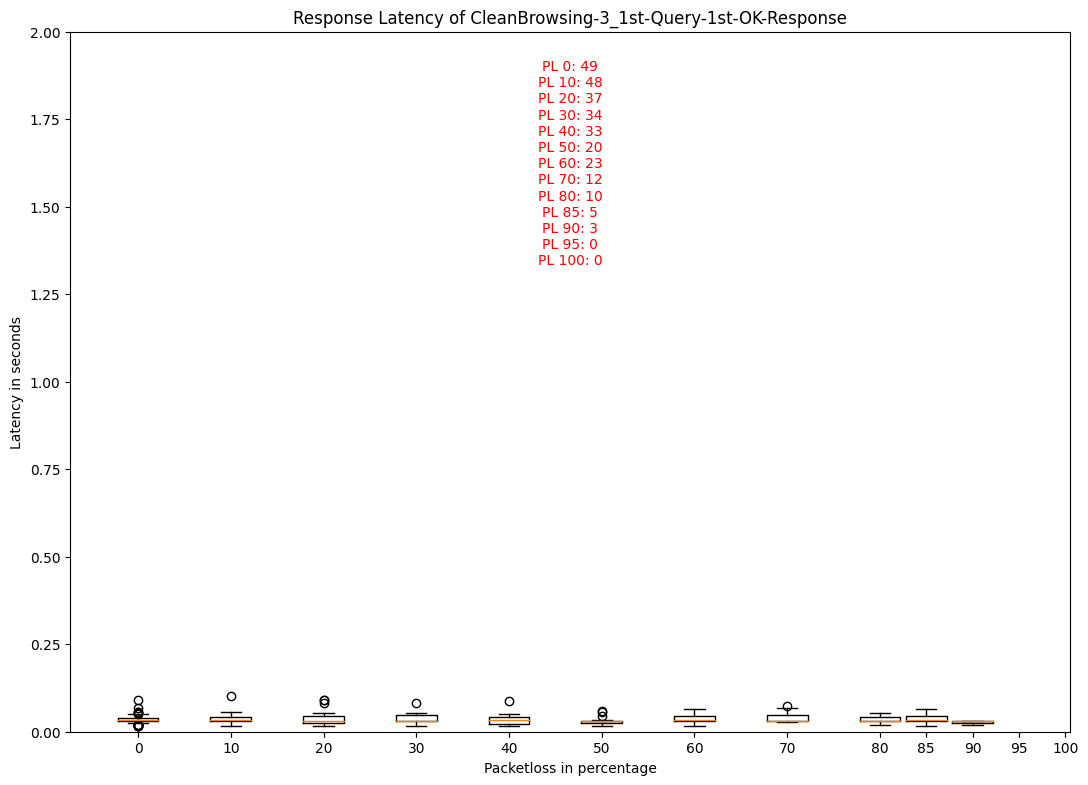 Response Latency of CleanBrowsing-3_1st-Query-1st-OK-Response
2.00
1.75
1.50
1.25
1.00
0.75
0.50
0.25
0.00
Latency in seconds
PL 0: 49
PL 10: 48
PL 20: 37
PL 30: 34
PL 40: 33
PL 50: 20
PL 60: 23
PL 70: 12
PL 80: 10
PL 85: 5
PL 90: 3
PL 95: 0
PL 100: 0
0 10 20 30 40 50 60 70 80 85 90 95 100
Packetloss in percentage